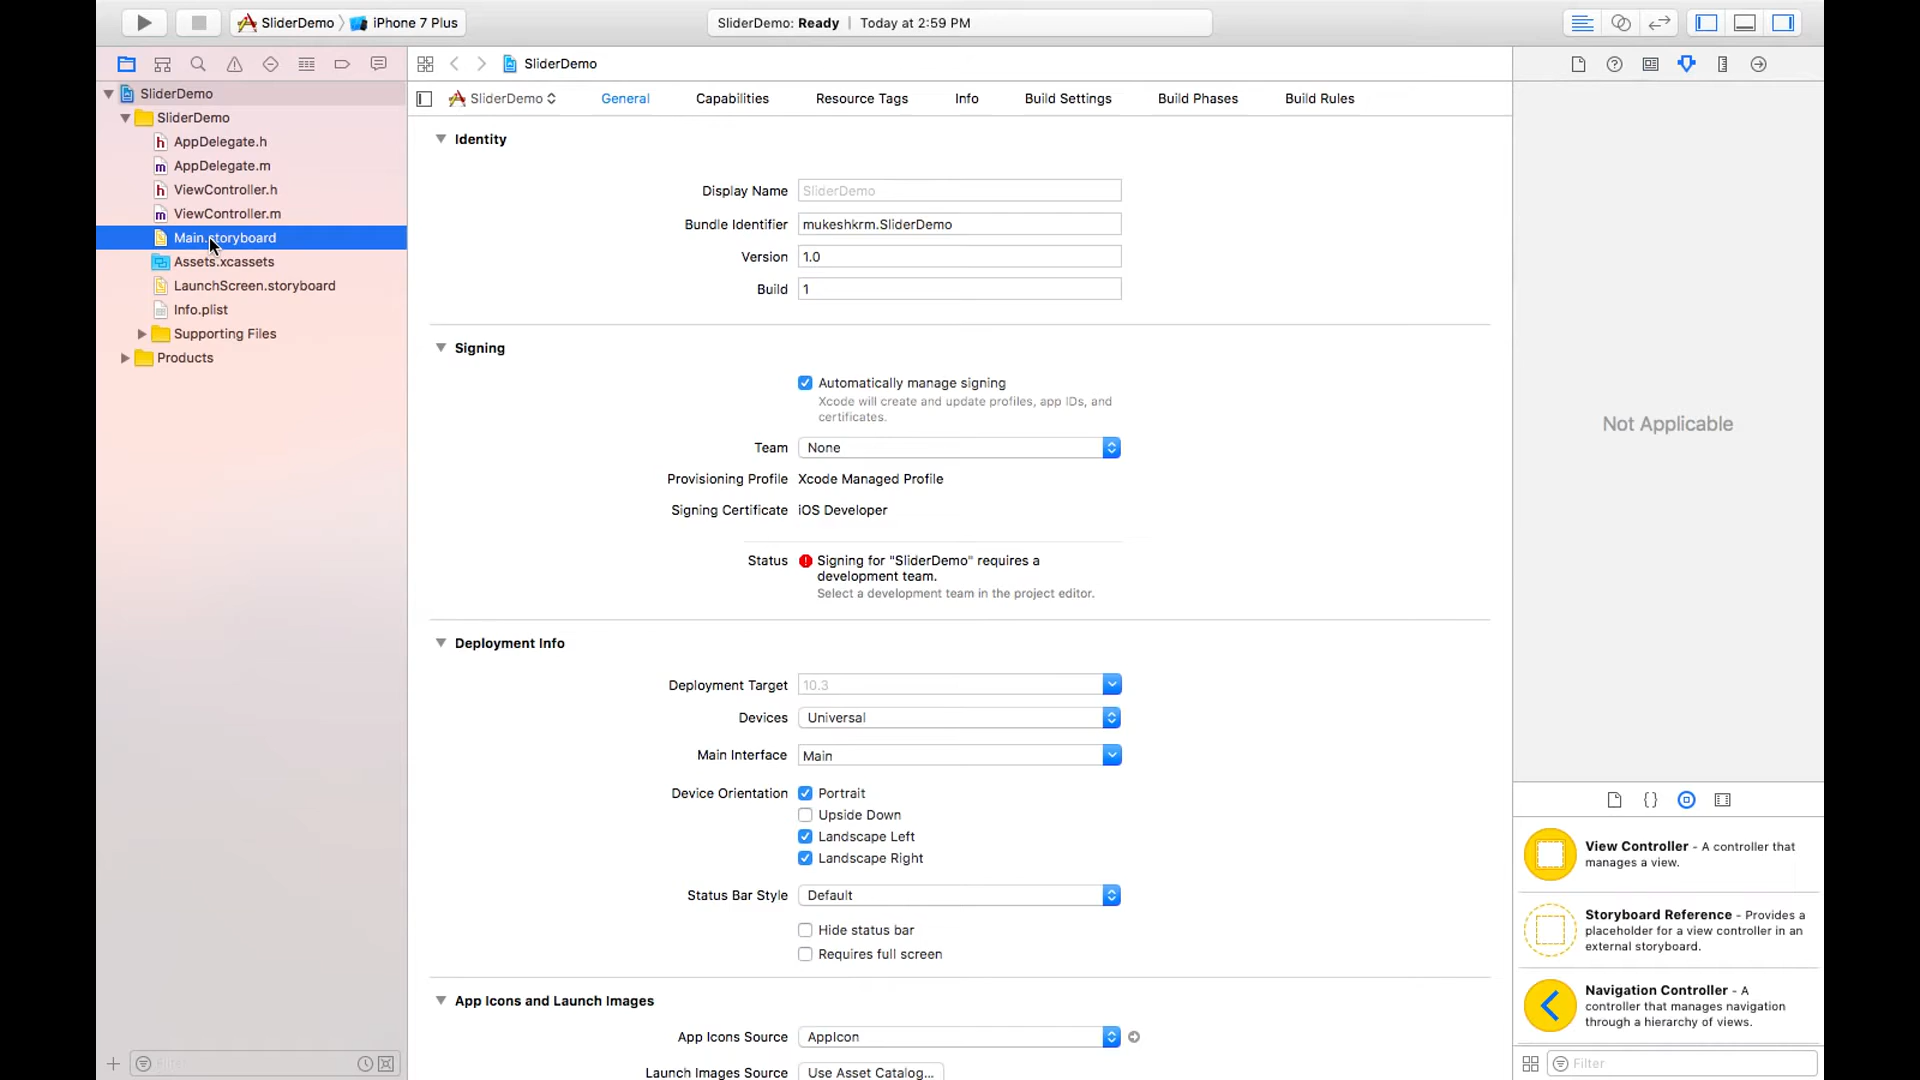 SliderDemo
iPhone 7 Plus
SliderDemo: Ready | Today at 2:59 PM
SliderDemo
SliderDemo
SliderDemo
SliderDemo
General
Capabilities
Resource Tags
Info
Build Settings
Build Phases
Build Rules
h AppDelegate.h
m AppDelegate.m
h ViewController.h
m ViewController.m
Main.storyboard
Assets.xcassets
LaunchScreen.storyboard
Info.plist
Supporting Files
Products
Filter
Identity
Display Name SliderDemo
Bundle Identifier mukeshkrm.SliderDemo
Version 1.0
Build 1
Signing
Automatically manage signing
Xcode will create and update profiles, app IDs, and
certificates.
Team None
Provisioning Profile Xcode Managed Profile
Signing Certificate iOS Developer
Status Signing for "SliderDemo" requires a
development team.
Select a development team in the project editor.
Deployment Info
Deployment Target 10.3
Devices Universal
Main Interface Main
Device Orientation Portrait
Upside Down
Landscape Left
Landscape Right
Status Bar Style Default
Hide status bar
Requires full screen
App Icons and Launch Images
App Icons Source AppIcon
Launch Images Source Use Asset Catalog...
Not Applicable
{}
View Controller - A controller that
manages a view.
Storyboard Reference - Provides a
placeholder for a view controller in an
external storyboard.
Navigation Controller - A
controller that manages navigation
through a hierarchy of views.
Filter